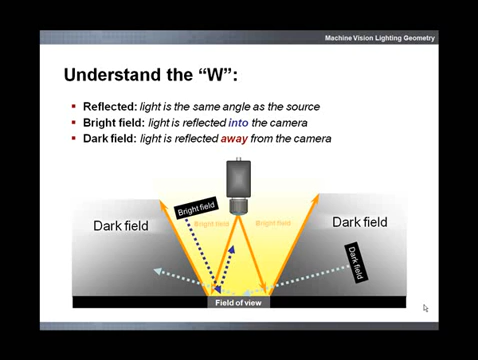 Machine Vision Lighting Geometry
Understand the “W”:
Reflected: light is the same angle as the source
Bright field: light is reflected into the camera
Dark field: light is reflected away from the camera
Bright field
Dark field
Bright field
Bright field
Dark field
Dark field
Field of view